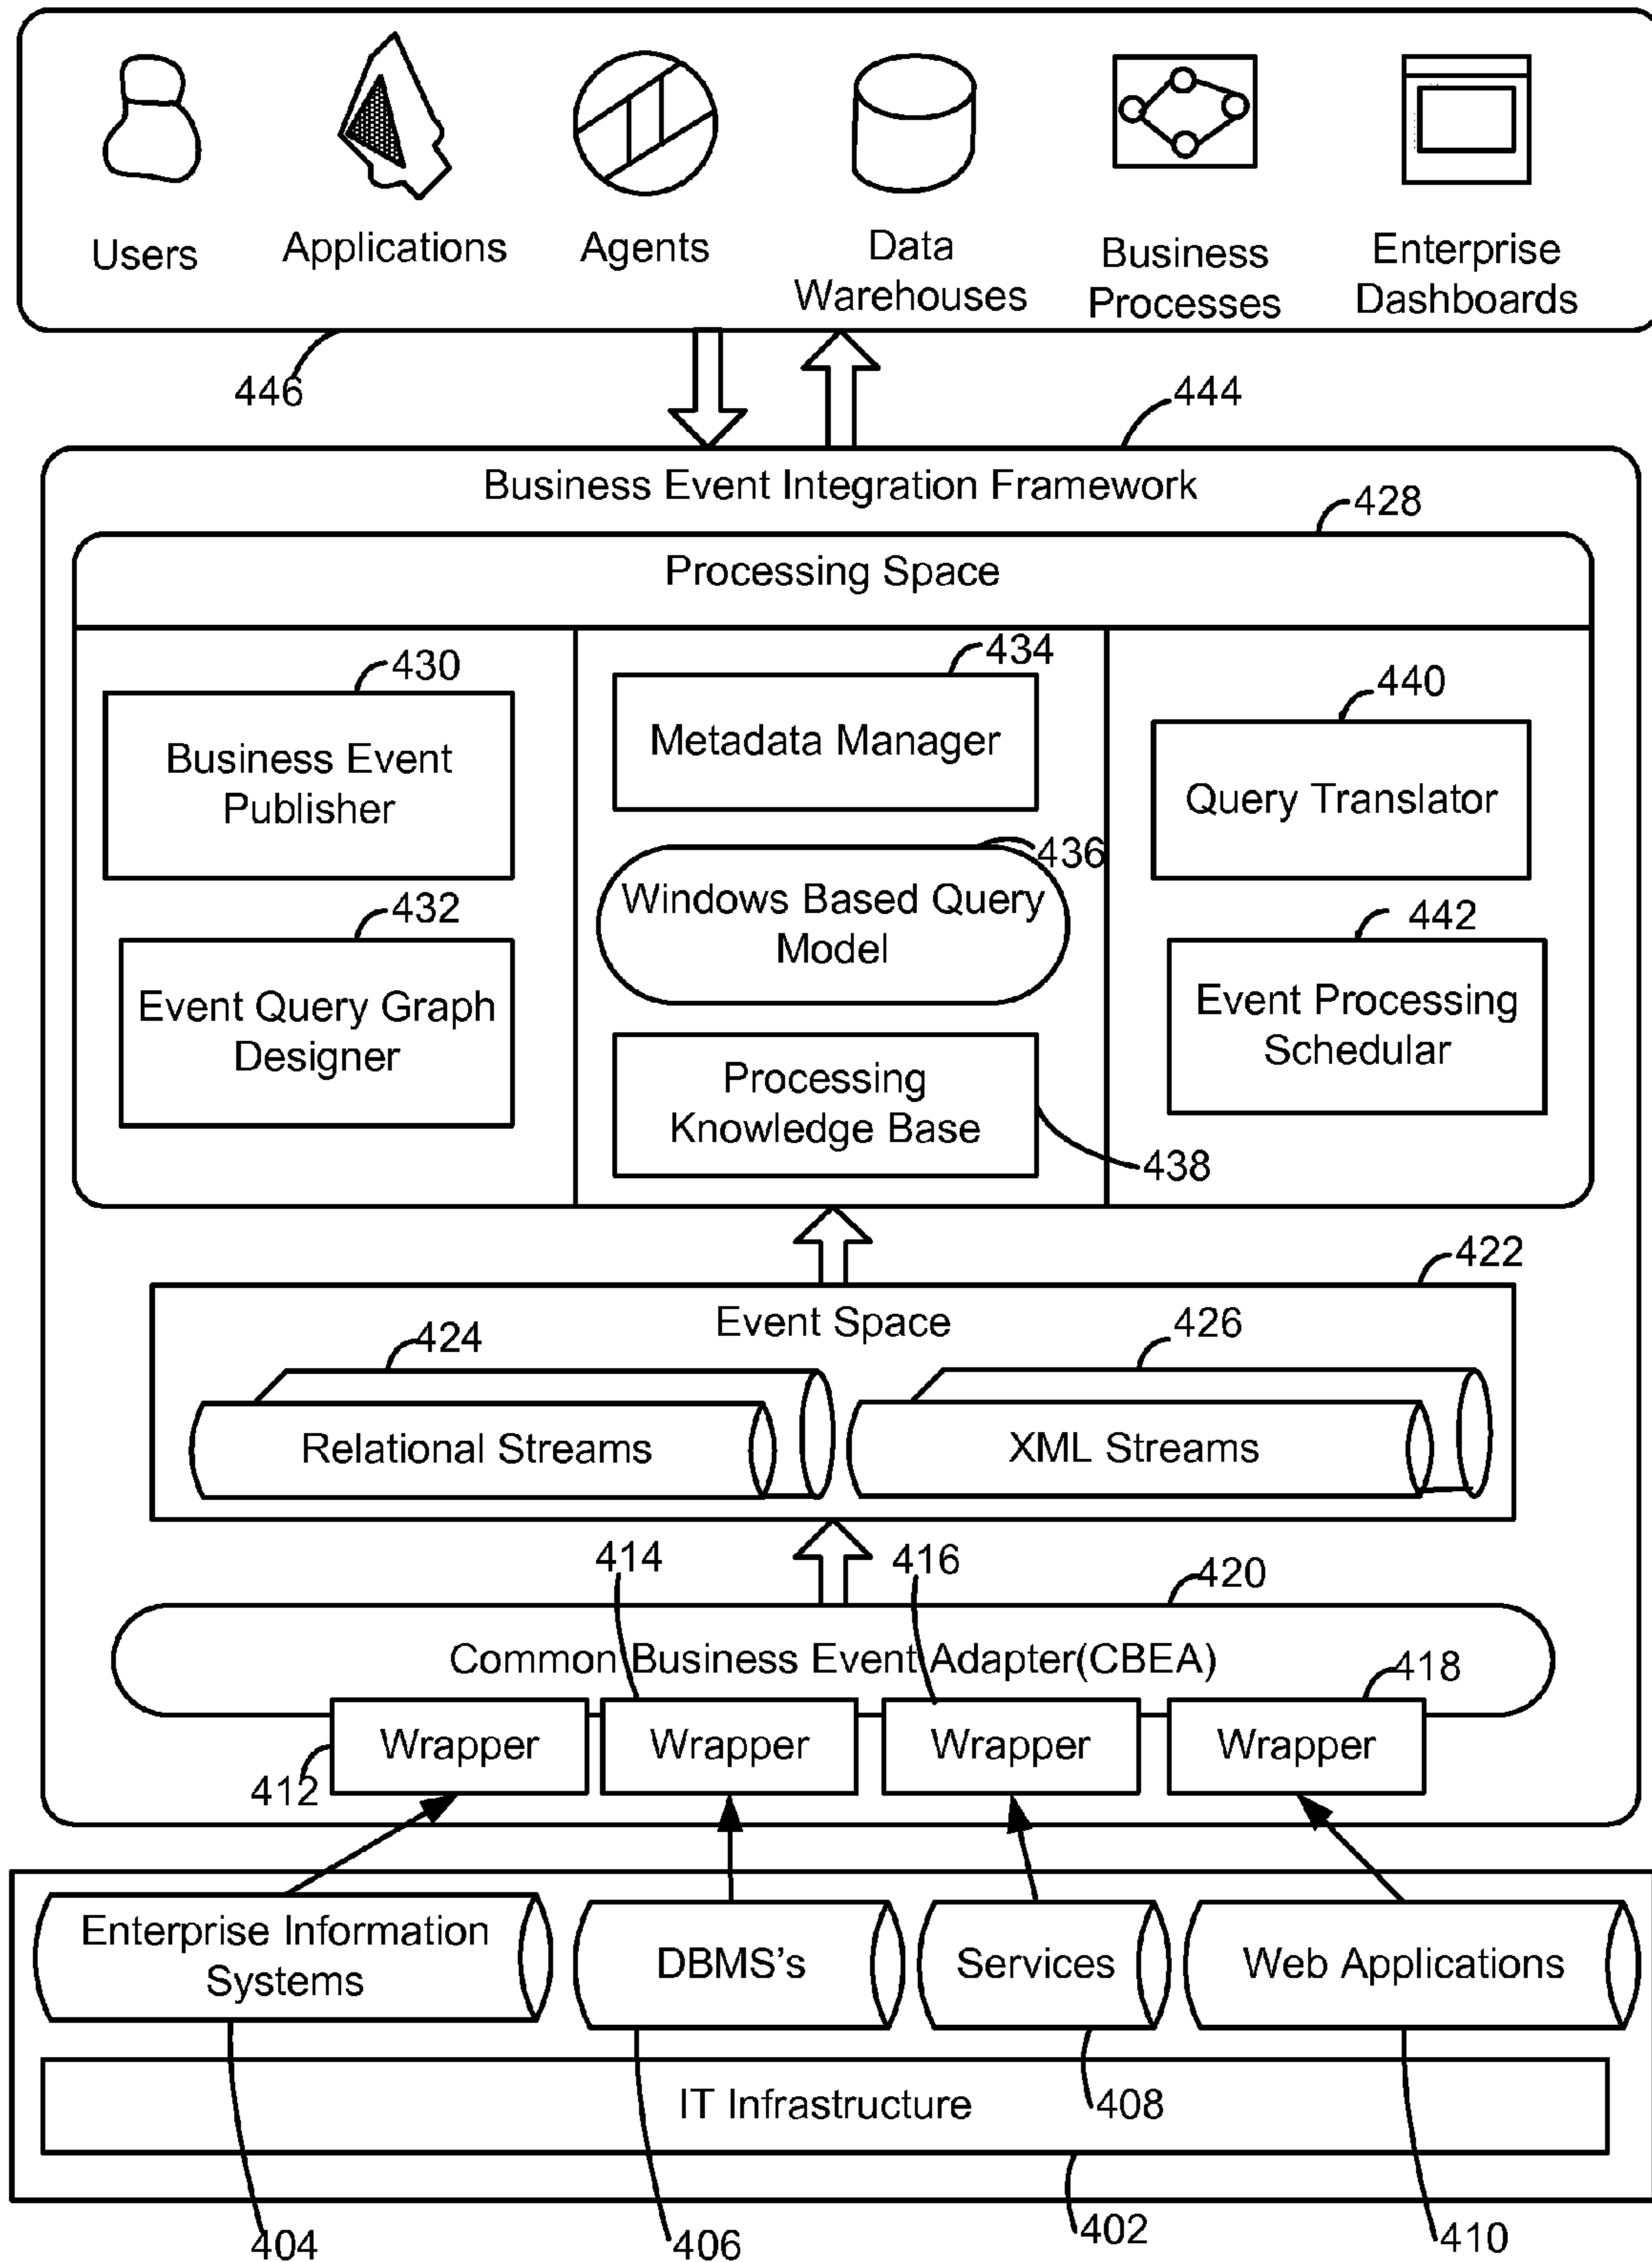 Users
Applications
Agents
Data
Warehouses
Business
Processes
Enterprise
Dashboards
446
444
Business Event Integration Framework
428
Processing Space
430
Business Event
Publisher
432
Event Query Graph
Designer
434
Metadata Manager
436
Windows Based Query
Model
Processing
Knowledge Base
438
440
Query Translator
442
Event Processing
Schedular
422
Event Space
424
Relational Streams
426
XML Streams
414
416
420
Common Business Event Adapter(CBEA)
418
412
Wrapper
Wrapper
Wrapper
Wrapper
Enterprise Information
Systems
DBMS's
Services
Web Applications
IT Infrastructure
408
404
406
402
410